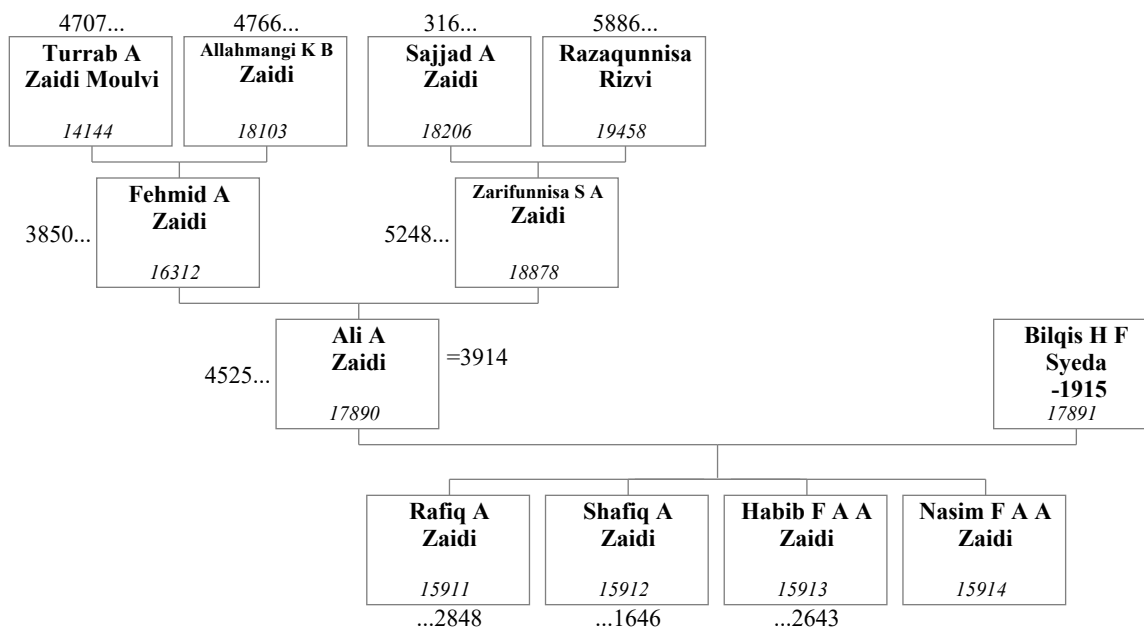 4707...
4766...
316...
5886...
Turrab A
Zaidi Moulvi
14144
Allahmangi K B
Zaidi
18103
Sajjad A
Zaidi
18206
Razaqunnisa
Rizvi
19458
3850...
Fehmid A
Zaidi
16312
5248...
Zarifunnisa S A
Zaidi
18878
4525...
Ali A
Zaidi
17890
=3914
Bilqis H F
Syeda
-1915
17891
Rafiq A
Zaidi
15911
...2848
Shafiq A
Zaidi
15912
...1646
Habib F A A
Zaidi
15913
...2643
Nasim F A A
Zaidi
15914